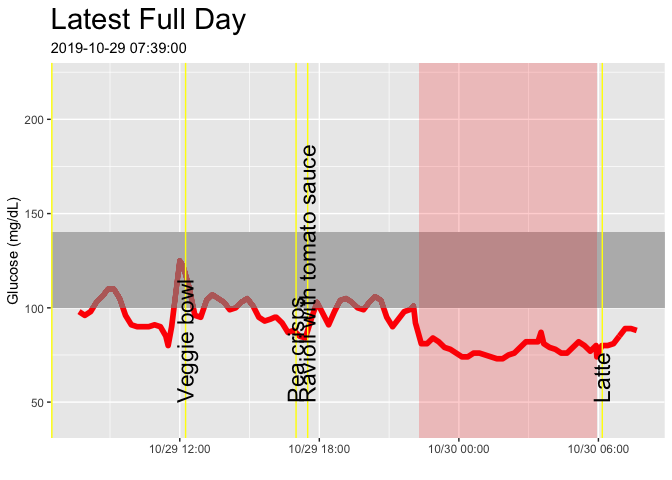 Latest Full Day
2019-10-29 07:39:00
Glucose (mg/dL)
200
150
100
50
Veggie bowl
Pea crisps
Ravioli with tomato sauce
Latte
10/29 12:00
10/29 18:00
10/30 00:00
10/30 06:00